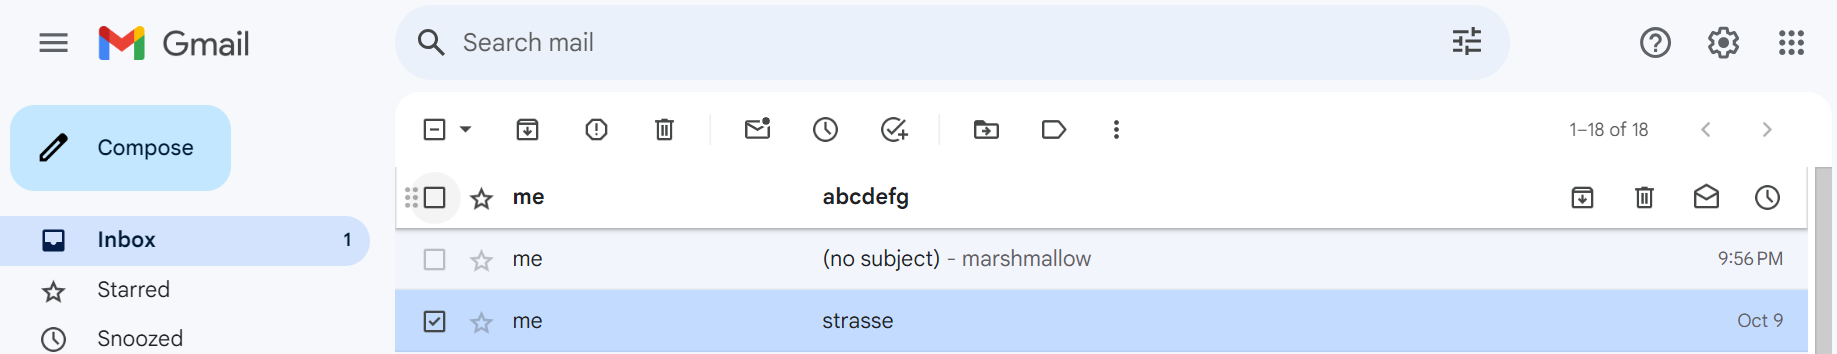 Gmail
Search mail
Compose
1–18 of 18
me abcdefg
Inbox 1
me (no subject) - marshmallow 9:56 PM
Starred
me strasse Oct 9
Snoozed